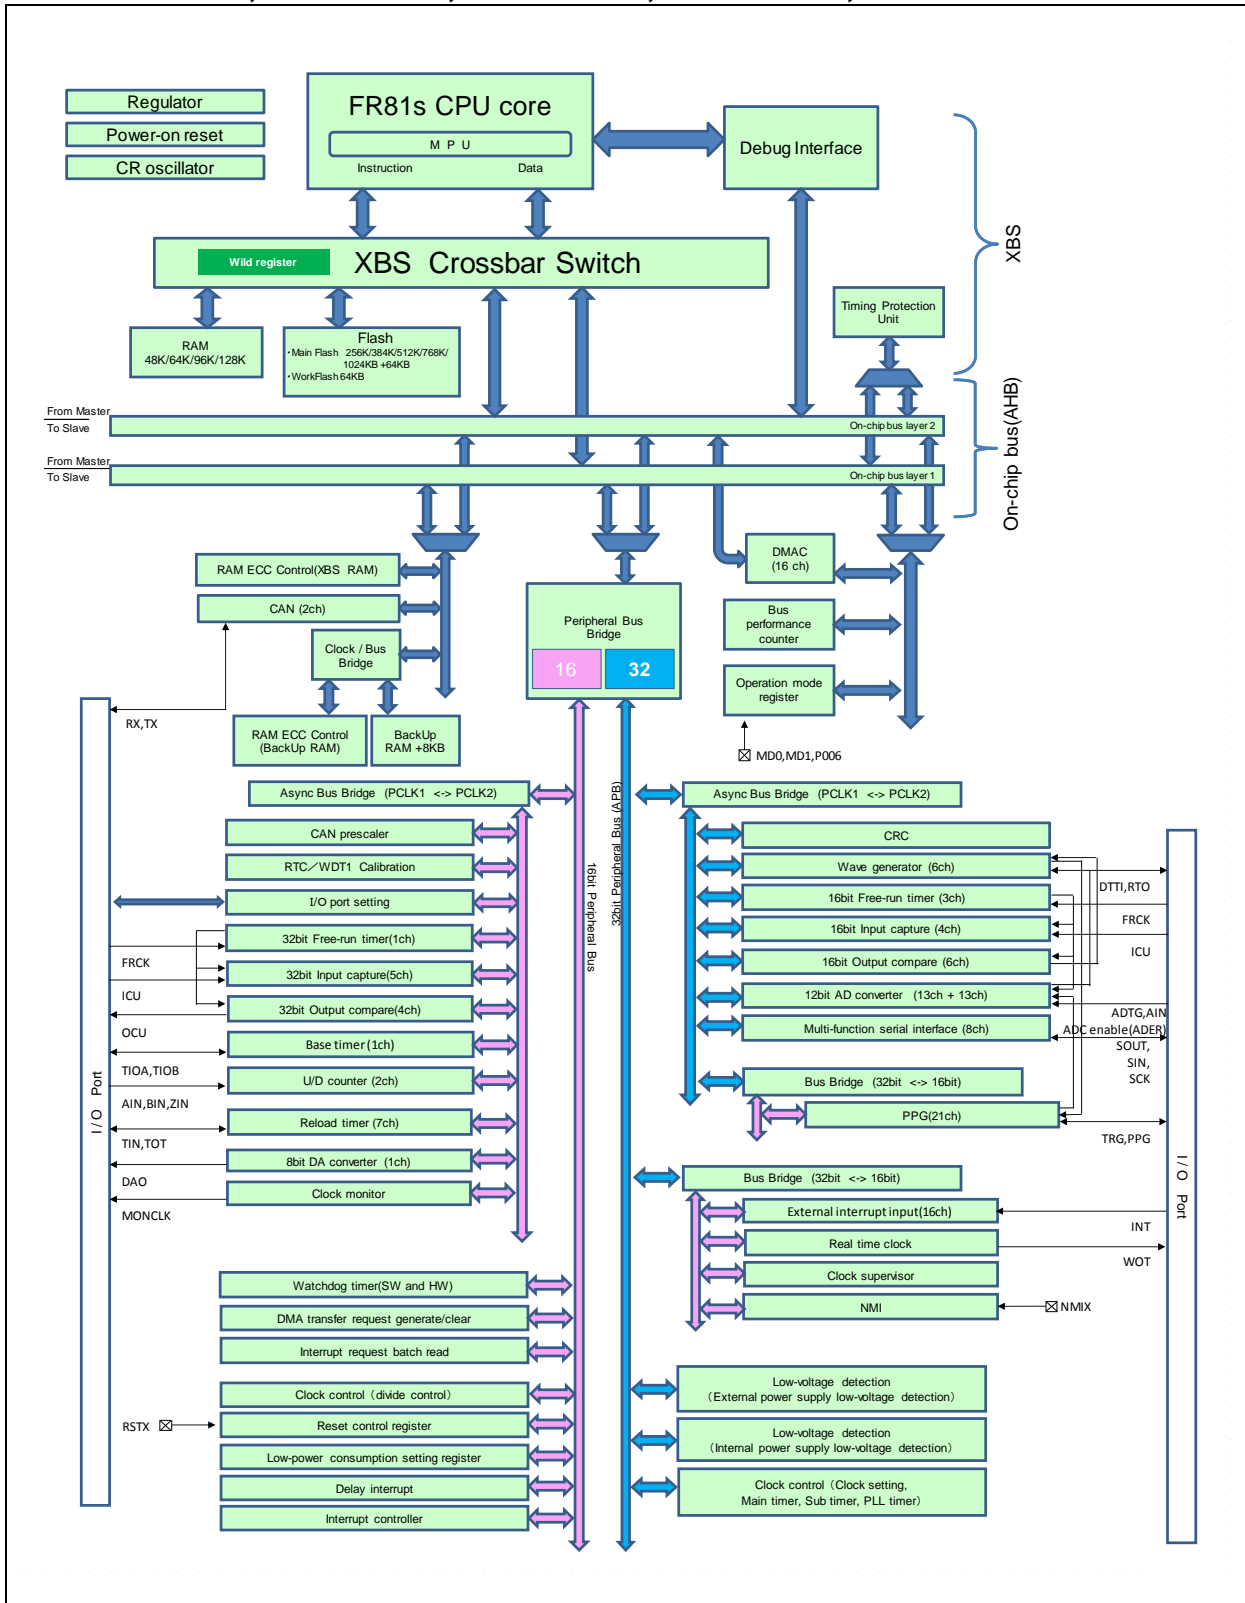 Regulator
Power-on reset
CR oscillator
FR81s CPU core
M P U
Instruction Data
Debug Interface
XBS
Wild register
XBS Crossbar Switch
Timing Protection
Unit
RAM
48K/64K/96K/128K
Flash
・Main Flash 256K/384K/512K/768K/
1024KB +64KB
・WorkFlash 64KB
On-chip bus(AHB)
From Master
To Slave
On-chip bus layer 2
From Master
To Slave
On-chip bus layer 1
RAM ECC Control(XBS RAM)
CAN (2ch)
Clock / Bus
Bridge
RAM ECC Control
(BackUp RAM)
BackUp
RAM +8KB
Peripheral Bus
Bridge
16
32
DMAC
(16 ch)
Bus
performance
counter
Operation mode
register
MD0,MD1,P006
RX,TX
I / O Port
16bit Peripheral Bus
32bit Peripheral Bus (APB)
Async Bus Bridge (PCLK1 <-> PCLK2)
CAN prescaler
RTC／WDT1 Calibration
I/O port setting
32bit Free-run timer(1ch)
FRCK
32bit Input capture(5ch)
ICU
32bit Output compare(4ch)
OCU
Base timer (1ch)
TIOA,TIOB
U/D counter (2ch)
AIN,BIN,ZIN
Reload timer (7ch)
TIN,TOT
8bit DA converter (1ch)
DAO
Clock monitor
MONCLK
Watchdog timer(SW and HW)
DMA transfer request generate/clear
Interrupt request batch read
Clock control（divide control）
RSTX
Reset control register
Low-power consumption setting register
Delay interrupt
Interrupt controller
Async Bus Bridge (PCLK1 <-> PCLK2)
CRC
Wave generator (6ch)
DTTI,RTO
16bit Free-run timer (3ch)
FRCK
16bit Input capture (4ch)
ICU
16bit Output compare (6ch)
12bit AD converter (13ch + 13ch)
ADTG,AIN
ADC enable(ADER)
Multi-function serial interface (8ch)
SOUT,
SIN,
SCK
Bus Bridge (32bit <-> 16bit)
PPG(21ch)
TRG,PPG
I / O Port
Bus Bridge (32bit <-> 16bit)
External interrupt input(16ch)
INT
Real time clock
WOT
Clock supervisor
NMI
NMIX
Low-voltage detection
（External power supply low-voltage detection）
Low-voltage detection
（Internal power supply low-voltage detection）
Clock control（Clock setting,
Main timer, Sub timer, PLL timer）